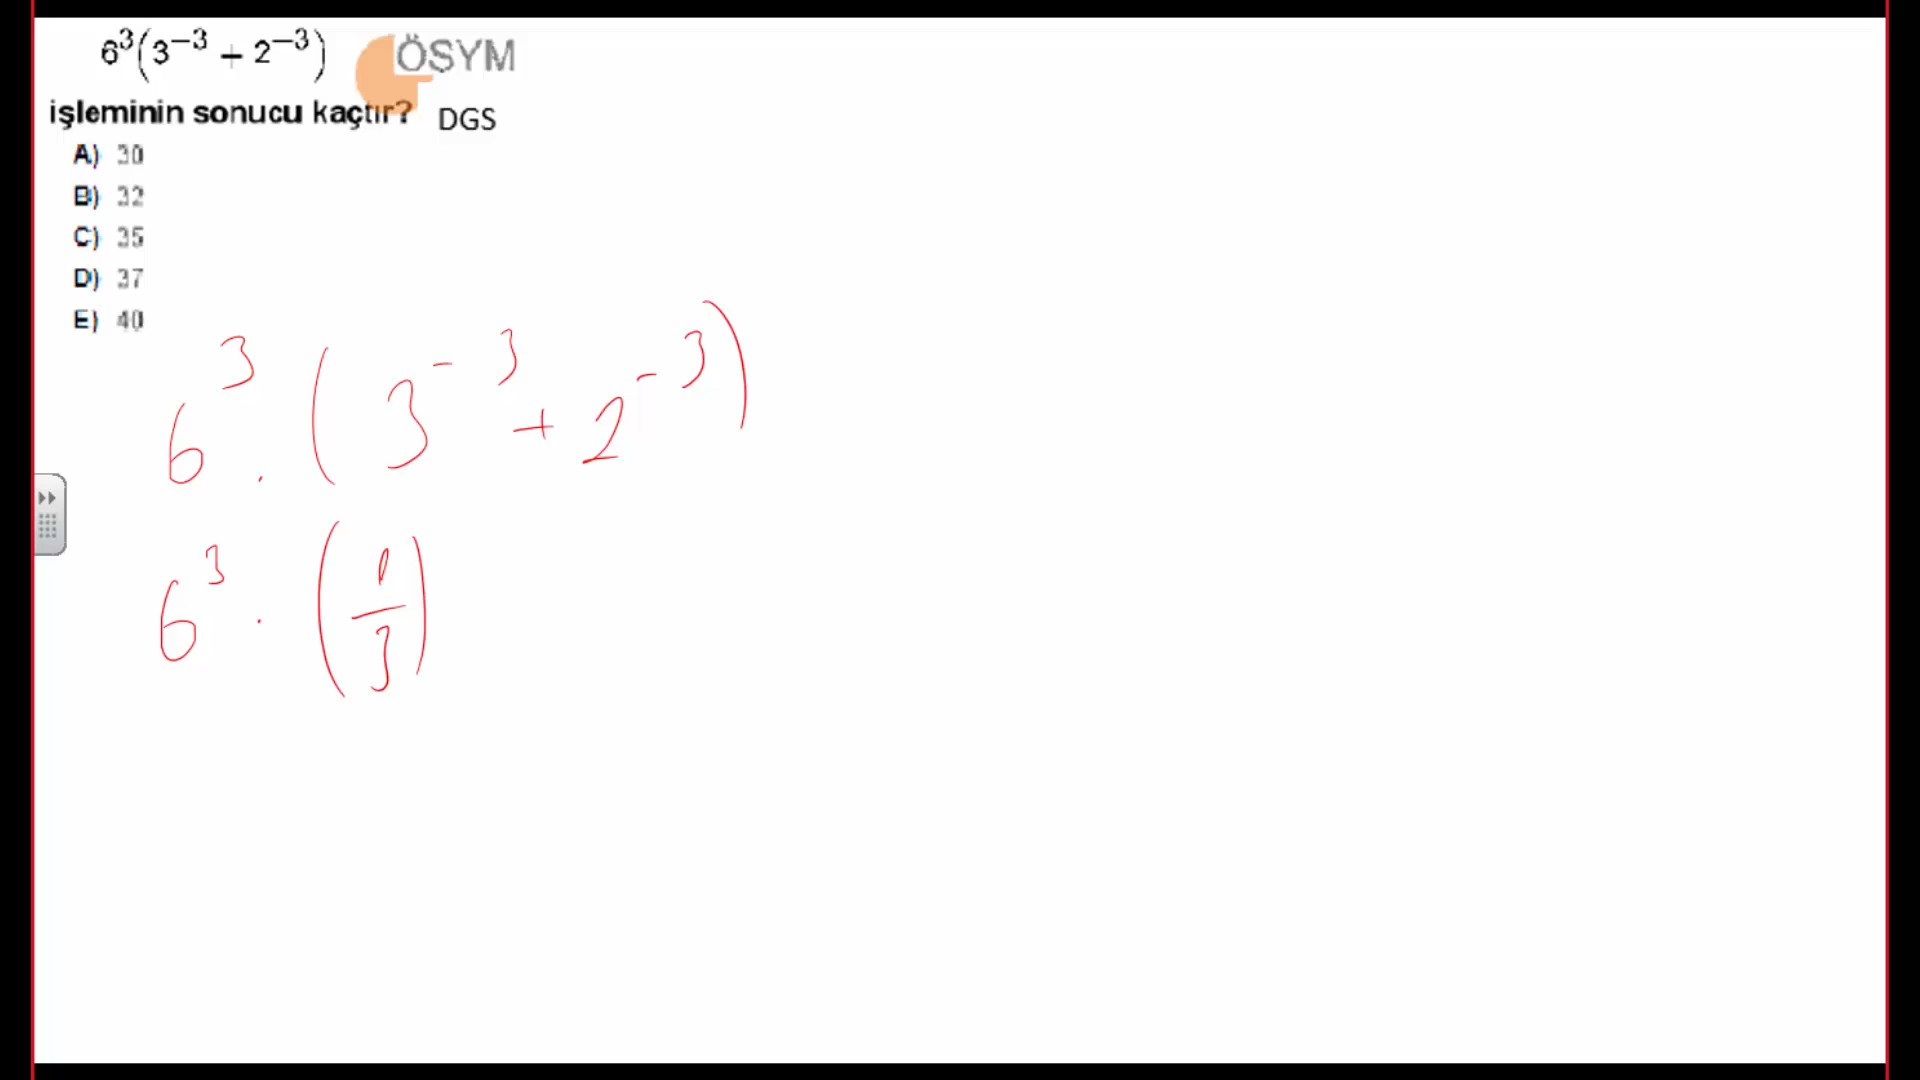 6³(3⁻³ + 2⁻³)
ÖSYM
işleminin sonucu kaçtır? DGS
A) 30
B) 32
C) 35
D) 37
E) 40
6³ . (3⁻³ + 2⁻³)
6³ . (1/3)